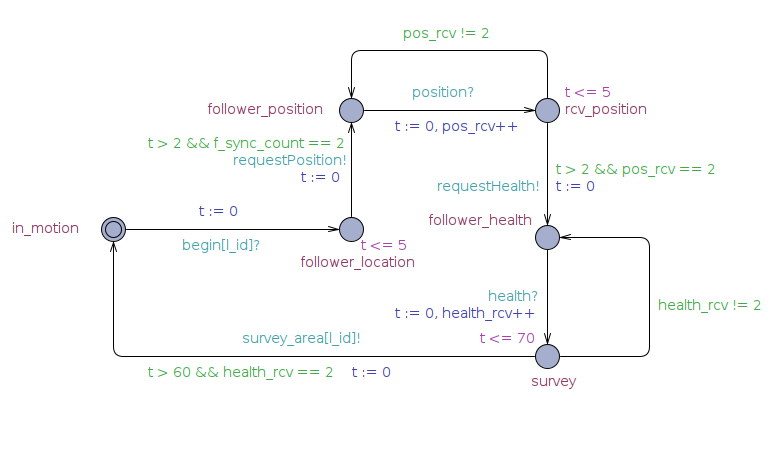 pos_rcv != 2
position?
t <= 5
follower_position
rcv_position
t := 0, pos_rcv++
t > 2 && f_sync_count == 2
requestPosition!
t := 0
t > 2 && pos_rcv == 2
requestHealth!
t := 0
t := 0
follower_health
in_motion
begin[l_id]?
t <= 5
follower_location
health?
t := 0, health_rcv++
health_rcv != 2
survey_area[l_id]!
t <= 70
t > 60 && health_rcv == 2
t := 0
survey